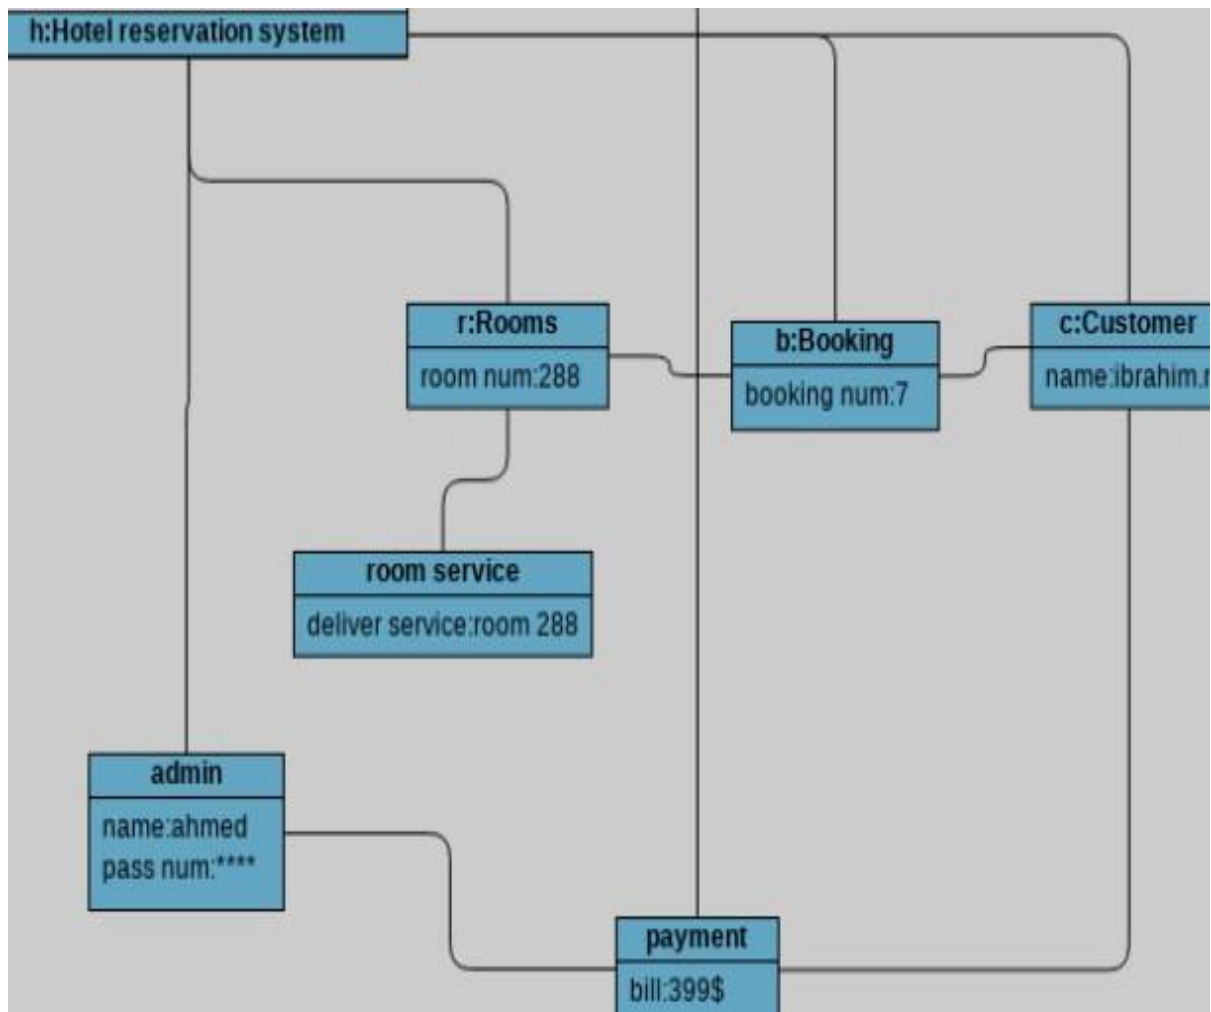 h:Hotel reservation system
r:Rooms
room num:288
b:Booking
booking num:7
c:Customer
name:ibrahim.
room service
deliver service:room 288
admin
name:ahmed
pass num:****
payment
bill:399$